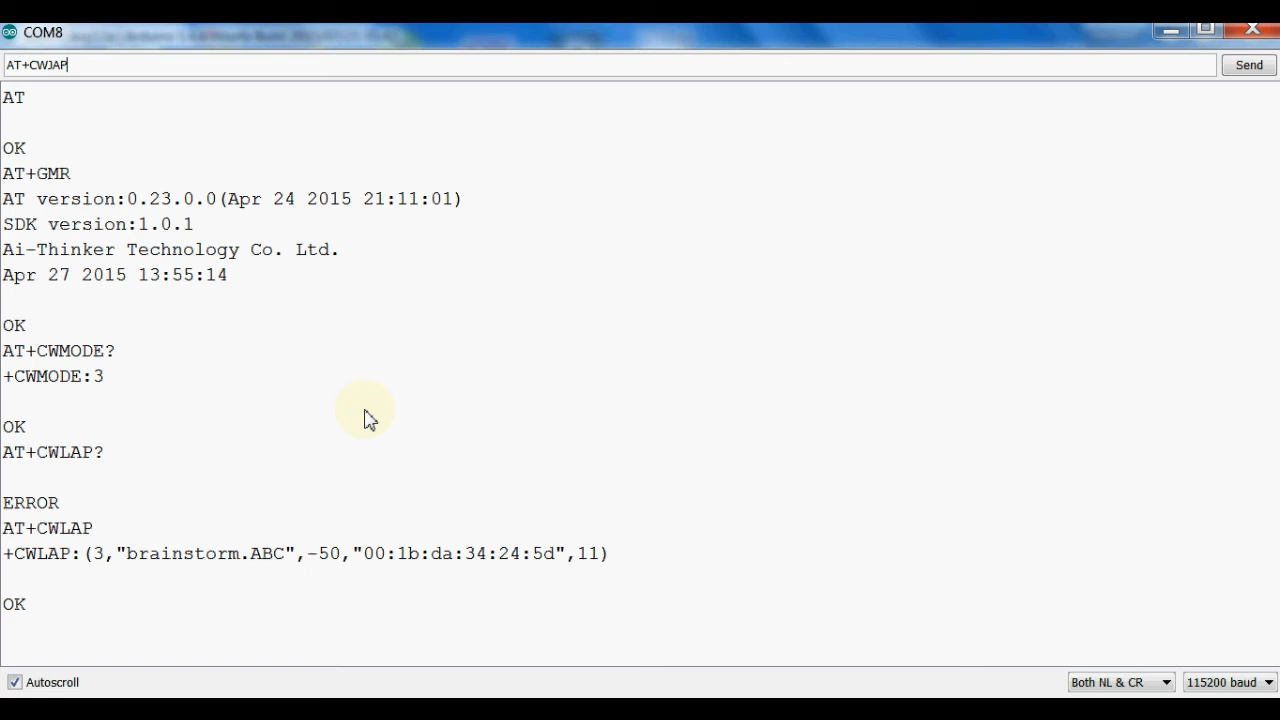 COM8
AT+CWJAP
Send
AT
OK
AT+GMR
AT version:0.23.0.0(Apr 24 2015 21:11:01)
SDK version:1.0.1
Ai-Thinker Technology Co. Ltd.
Apr 27 2015 13:55:14
OK
AT+CWMODE?
+CWMODE:3
OK
AT+CWLAP?
ERROR
AT+CWLAP
+CWLAP:(3,"brainstorm.ABC",-50,"00:1b:da:34:24:5d",11)
OK
Autoscroll
Both NL & CR
115200 baud